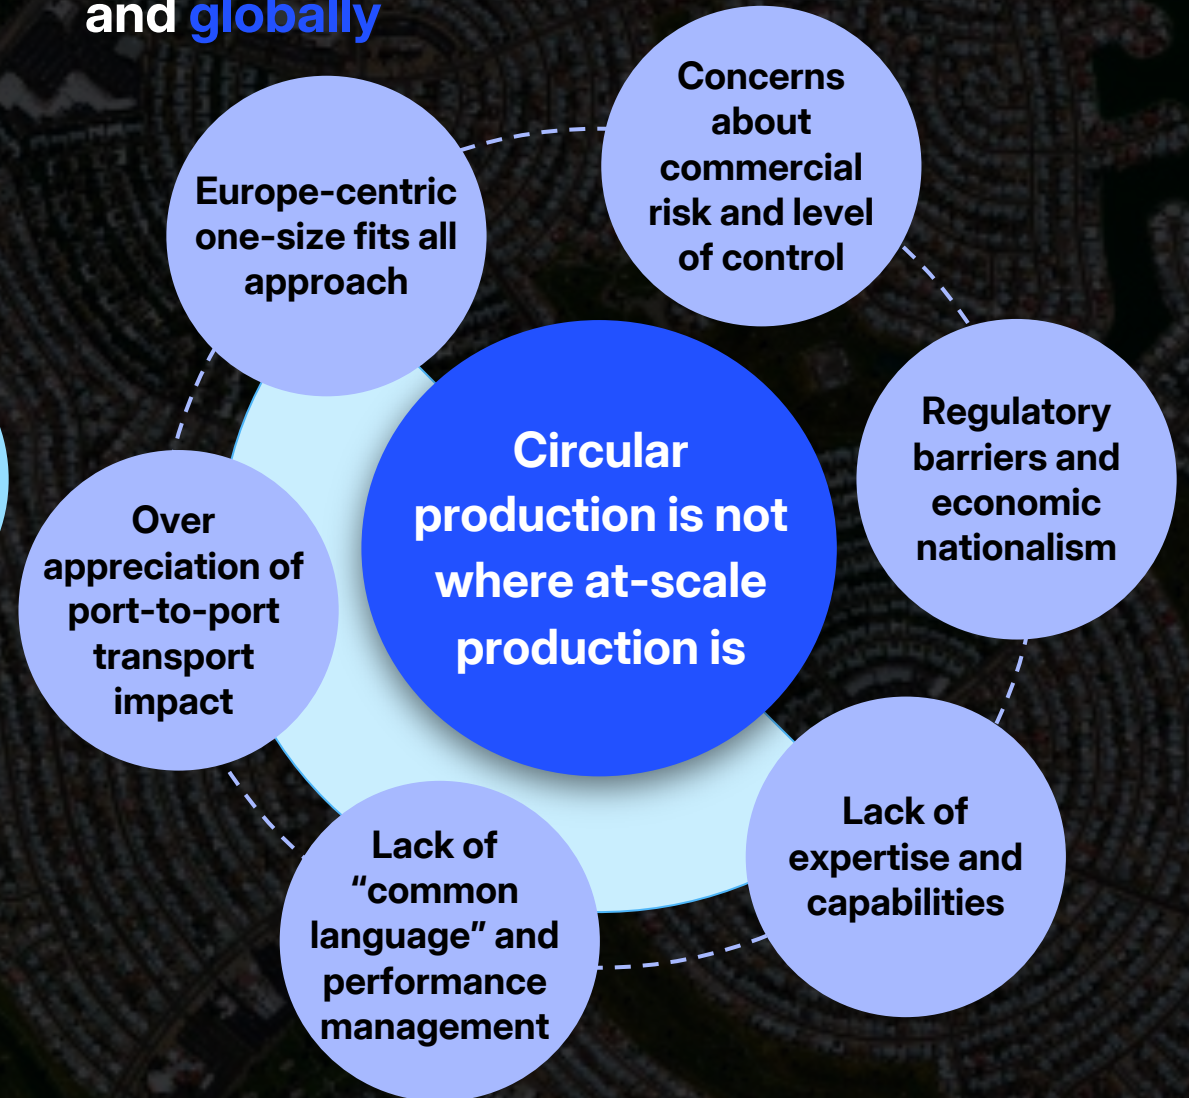 and globally
Concerns
about
commercial
risk and level
of control
Europe-centric
one-size fits all
approach
Regulatory
barriers and
economic
nationalism
Circular
production is not
where at-scale
production is
Over
appreciation of
port-to-port
transport
impact
Lack of
expertise and
capabilities
Lack of
“common
language” and
performance
management